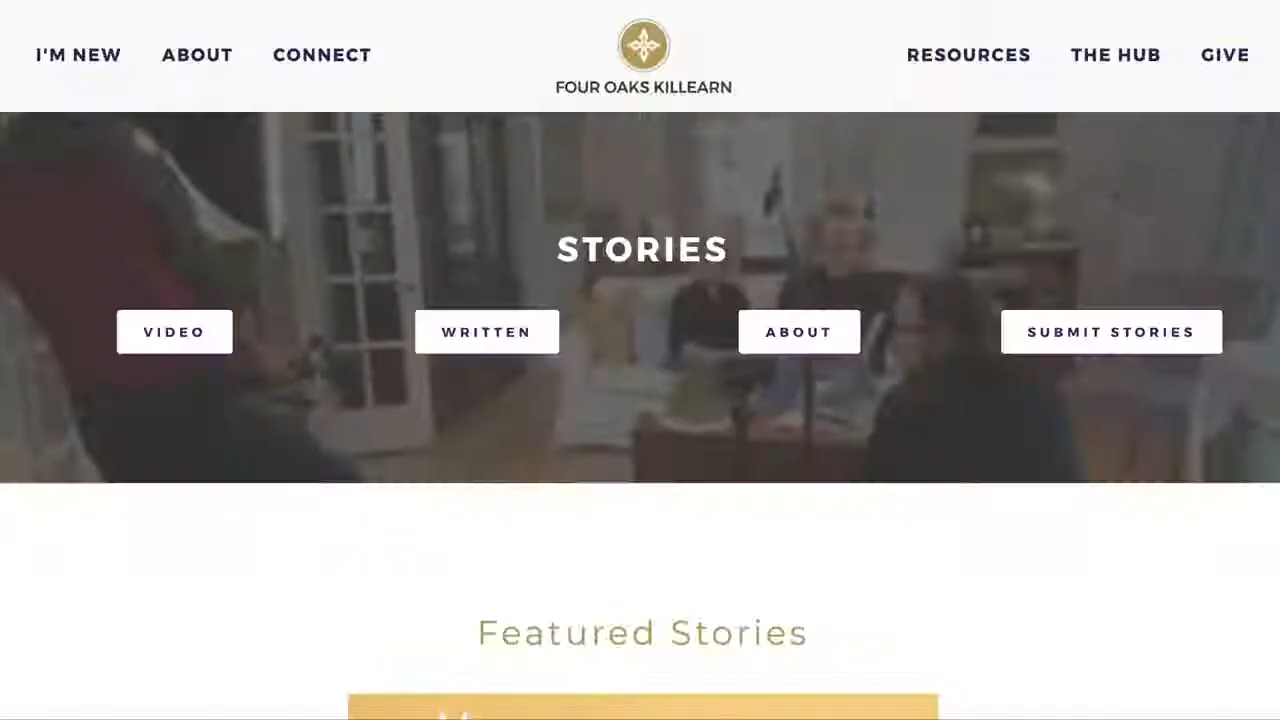 I'M NEW ABOUT CONNECT
FOUR OAKS KILLEARN
RESOURCES THE HUB GIVE
STORIES
VIDEO WRITTEN ABOUT SUBMIT STORIES
Featured Stories